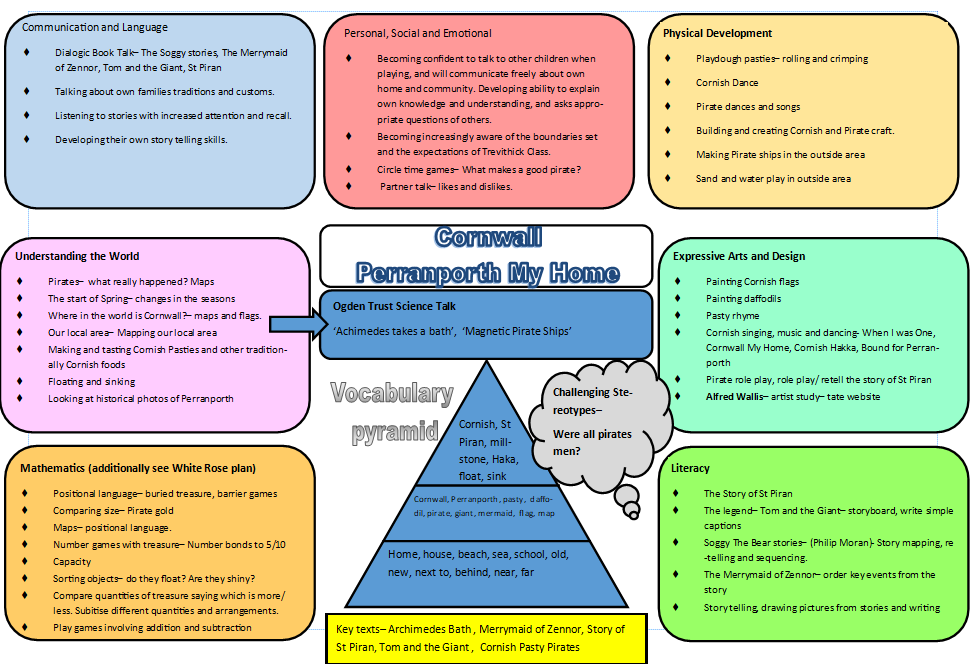 Communication and Language
♦ Dialogic Book Talk– The Soggy stories, The Merrymaid
of Zennor, Tom and the Giant, St Piran
♦ Talking about own families traditions and customs.
♦ Listening to stories with increased attention and recall.
♦ Developing their own story telling skills.
Personal, Social and Emotional
♦ Becoming confident to talk to other children when
playing, and will communicate freely about own
home and community. Developing ability to explain
own knowledge and understanding, and asks appro-
priate questions of others.
♦ Becoming increasingly aware of the boundaries set
and the expectations of Trevithick Class.
♦ Circle time games– What makes a good pirate?
♦ Partner talk– likes and dislikes.
Physical Development
♦ Playdough pasties– rolling and crimping
♦ Cornish Dance
♦ Pirate dances and songs
♦ Building and creating Cornish and Pirate craft.
♦ Making Pirate ships in the outside area
♦ Sand and water play in outside area
Understanding the World
♦ Pirates– what really happened? Maps
♦ The start of Spring– changes in the seasons
♦ Where in the world is Cornwall?– maps and flags.
♦ Our local area– Mapping our local area
♦ Making and tasting Cornish Pasties and other tradition-
ally Cornish foods
♦ Floating and sinking
♦ Looking at historical photos of Perranporth
Cornwall
Perranporth My Home
Ogden Trust Science Talk
‘Achimedes takes a bath’, ‘Magnetic Pirate Ships’
Expressive Arts and Design
♦ Painting Cornish flags
♦ Painting daffodils
♦ Pasty rhyme
♦ Cornish singing, music and dancing- When I was One,
Cornwall My Home, Cornish Hakka, Bound for Perran-
porth
♦ Pirate role play, role play/ retell the story of St Piran
♦ Alfred Wallis– artist study– tate website
Vocabulary
pyramid
Cornish, St
Piran, mill-
stone, Haka,
float, sink
Cornwall, Perranporth, pasty, daffo-
dil, pirate, giant, mermaid, flag, map
Home, house, beach, sea, school, old,
new, next to, behind, near, far
Challenging Ste-
reotypes–
Were all pirates
men?
Mathematics (additionally see White Rose plan)
♦ Positional language– buried treasure, barrier games
♦ Comparing size– Pirate gold
♦ Maps– positional language.
♦ Number games with treasure– Number bonds to 5/10
♦ Capacity
♦ Sorting objects– do they float? Are they shiny?
♦ Compare quantities of treasure saying which is more/
less. Subitise different quantities and arrangements.
♦ Play games involving addition and subtraction
Literacy
♦ The Story of St Piran
♦ The legend– Tom and the Giant– storyboard, write simple
captions
♦ Soggy The Bear stories– (Philip Moran)- Story mapping, re
-telling and sequencing.
♦ The Merrymaid of Zennor– order key events from the
story
♦ Story telling, drawing pictures from stories and writing
Key texts– Archimedes Bath, Merrymaid of Zennor, Story of
St Piran, Tom and the Giant, Cornish Pasty Pirates